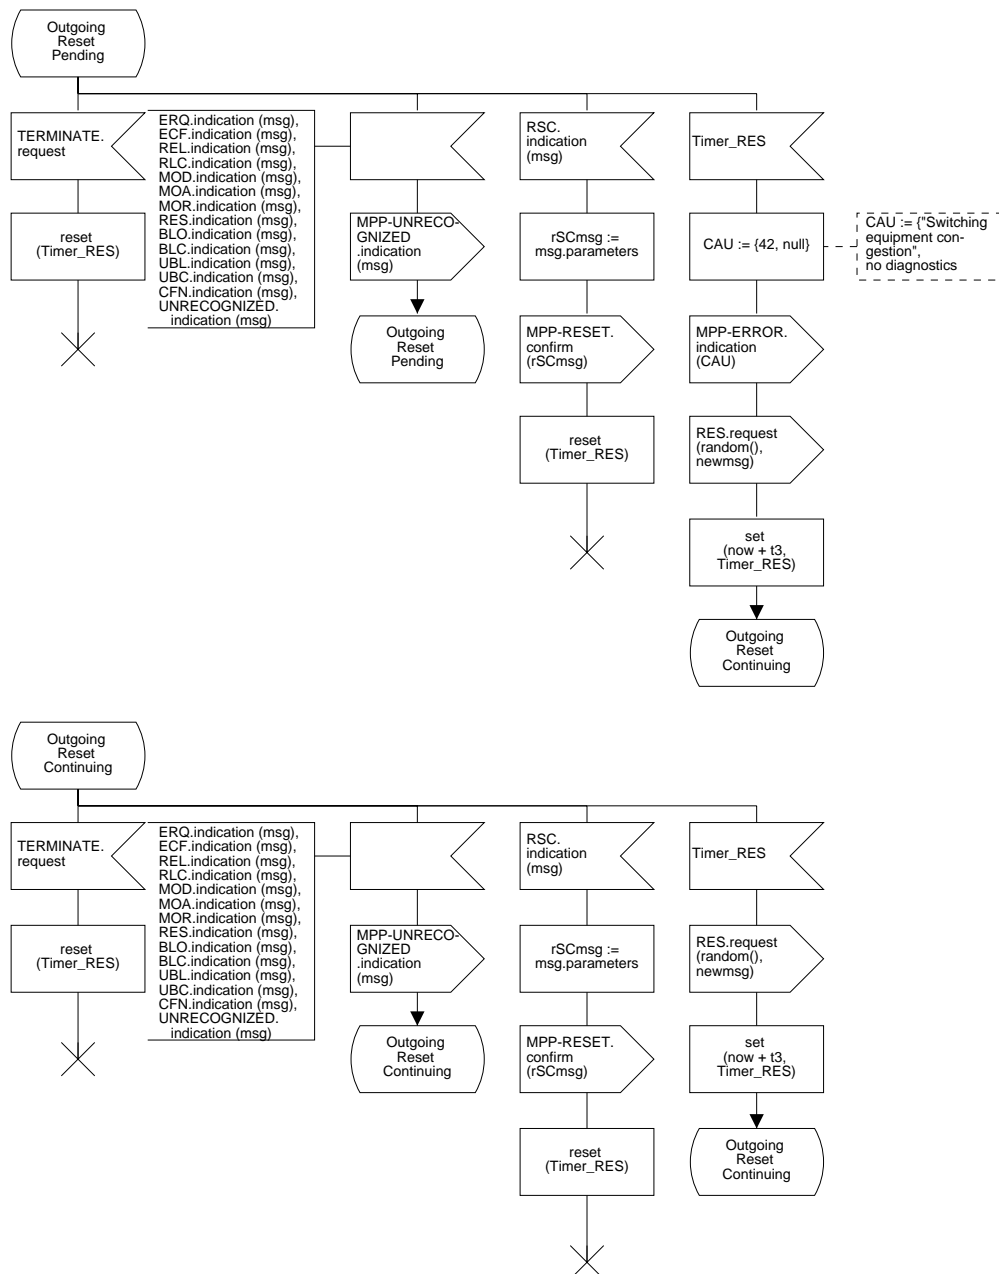 Outgoing
Reset
Pending
TERMINATE.
request
ERQ.indication (msg),
ECF.indication (msg),
REL.indication (msg),
RLC.indication (msg),
MOD.indication (msg),
MOA.indication (msg),
MOR.indication (msg),
RES.indication (msg),
BLO.indication (msg),
BLC.indication (msg),
UBL.indication (msg),
UBC.indication (msg),
CFN.indication (msg),
UNRECOGNIZED.
indication (msg)
RSC.
indication
(msg)
Timer_RES
reset
(Timer_RES)
MPP-UNRECO-
GNIZED
.indication
(msg)
rSCmsg :=
msg.parameters
CAU := {42, null}
CAU := {"Switching
equipment con-
gestion",
no diagnostics
Outgoing
Reset
Pending
MPP-RESET.
confirm
(rSCmsg)
MPP-ERROR.
indication
(CAU)
reset
(Timer_RES)
RES.request
(random(),
newmsg)
set
(now + t3,
Timer_RES)
Outgoing
Reset
Continuing
Outgoing
Reset
Continuing
TERMINATE.
request
ERQ.indication (msg),
ECF.indication (msg),
REL.indication (msg),
RLC.indication (msg),
MOD.indication (msg),
MOA.indication (msg),
MOR.indication (msg),
RES.indication (msg),
BLO.indication (msg),
BLC.indication (msg),
UBL.indication (msg),
UBC.indication (msg),
CFN.indication (msg),
UNRECOGNIZED.
indication (msg)
RSC.
indication
(msg)
Timer_RES
reset
(Timer_RES)
MPP-UNRECO-
GNIZED
.indication
(msg)
rSCmsg :=
msg.parameters
RES.request
(random(),
newmsg)
Outgoing
Reset
Continuing
MPP-RESET.
confirm
(rSCmsg)
set
(now + t3,
Timer_RES)
reset
(Timer_RES)
Outgoing
Reset
Continuing